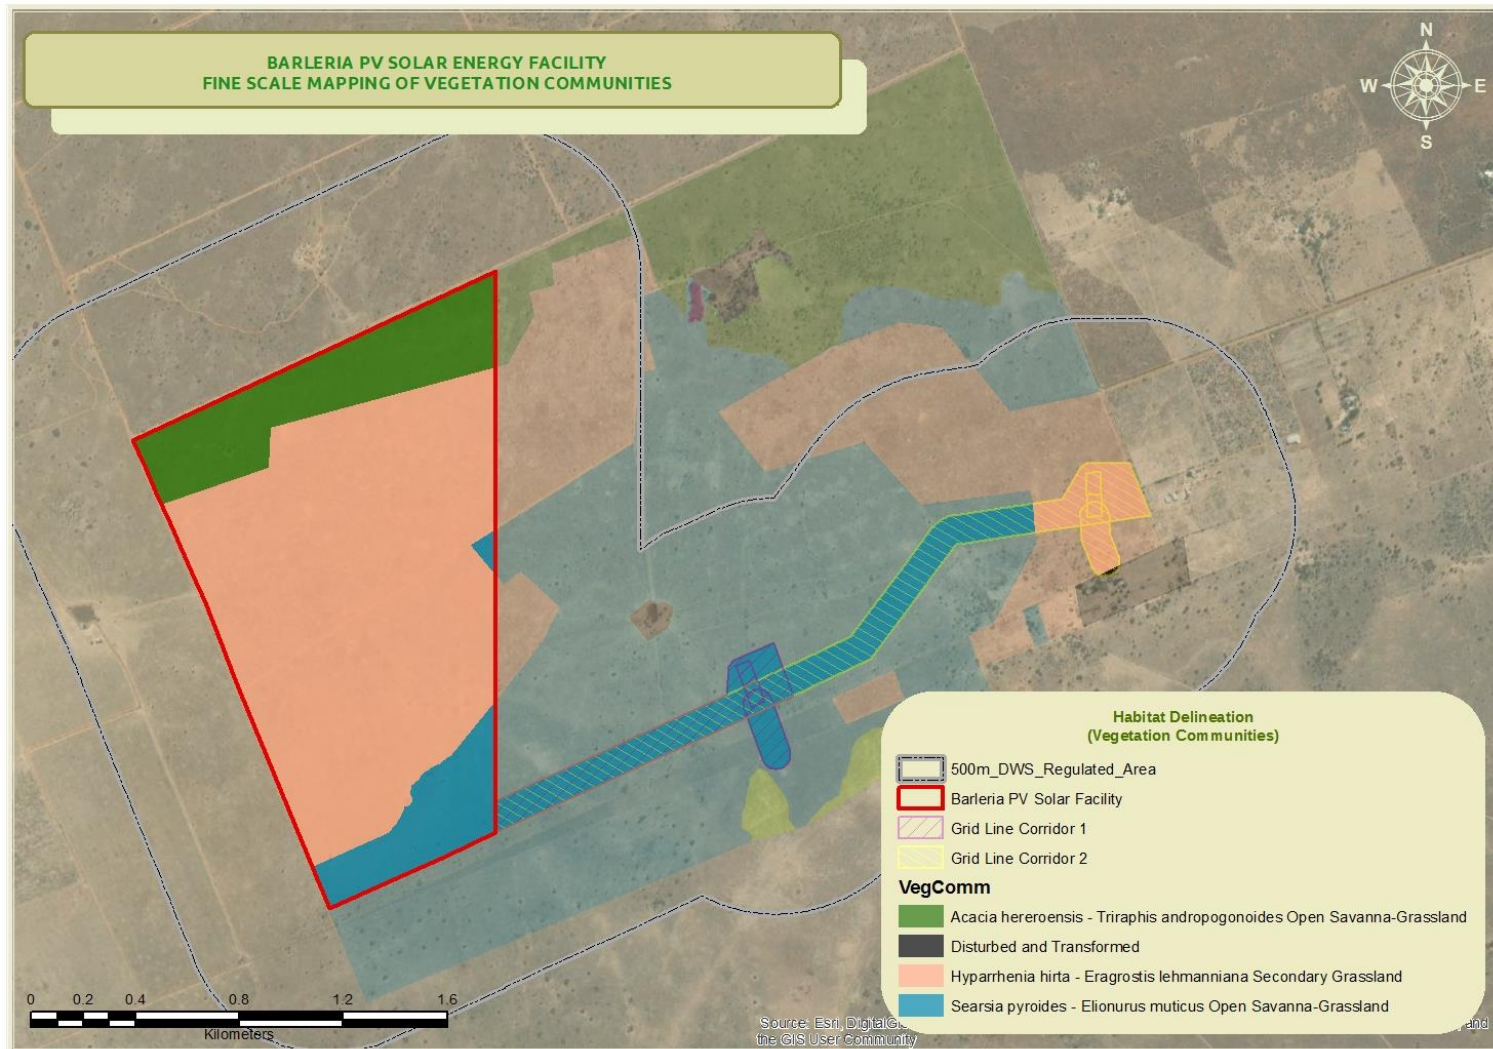 BARLERIA PV SOLAR ENERGY FACILITY
FINE SCALE MAPPING OF VEGETATION COMMUNITIES
N
W E
S
Habitat Delineation
(Vegetation Communities)
500m_DWS_Regulated_Area
Barleria PV Solar Facility
Grid Line Corridor 1
Grid Line Corridor 2
VegComm
Acacia hereroensis - Triraphis andropogonoides Open Savanna-Grassland
Disturbed and Transformed
Hyparrhenia hirta - Eragrostis lehmanniana Secondary Grassland
Searsia pyroides - Elionurus muticus Open Savanna-Grassland
0 0.2 0.4 0.8 1.2 1.6
Kilometers
Source: Esri, and
the GIS User Community